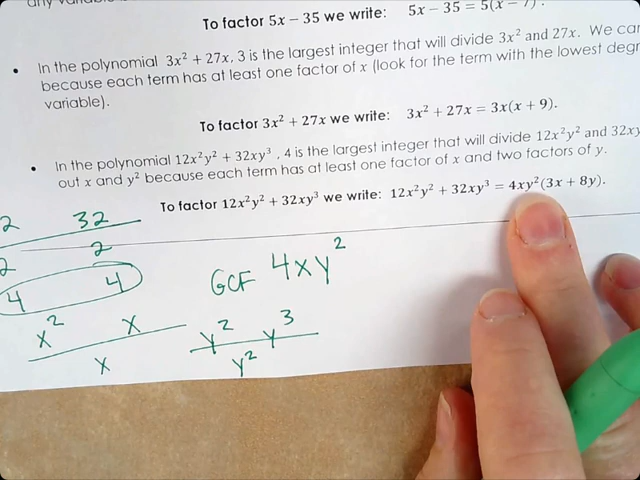 To factor 5x − 35 we write: 5x − 35 = 5(x − 7).
• In the polynomial 3x² + 27x, 3 is the largest integer that will divide 3x² and 27x. We can
because each term has at least one factor of x (look for the term with the lowest
variable).
To factor 3x² + 27x we write: 3x² + 27x = 3x(x + 9).
• In the polynomial 12x²y² + 32xy³, 4 is the largest integer that will divide 12x²y² and 32xy
out x and y² because each term has at least one factor of x and two factors of y.
To factor 12x²y² + 32xy³ we write: 12x²y² + 32xy³ = 4xy²(3x + 8y).
2 32
2 2
4 4
GCF 4xy²
x² x
x
y² y³
y²